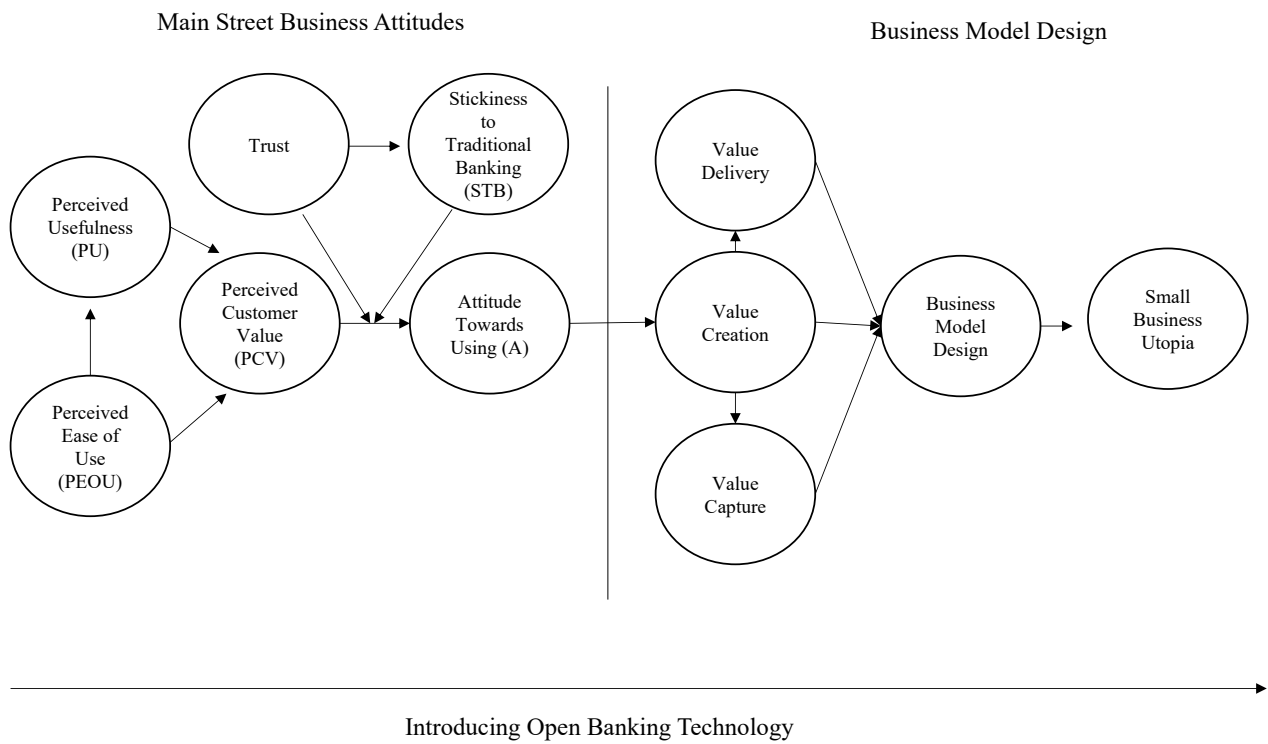 Main Street Business Attitudes
Business Model Design
Trust
Stickiness
to
Traditional
Banking
(STB)
Perceived
Usefulness
(PU)
Perceived
Customer
Value
(PCV)
Attitude
Towards
Using (A)
Perceived
Ease of
Use
(PEOU)
Value
Delivery
Value
Creation
Value
Capture
Business
Model
Design
Small
Business
Utopia
Introducing Open Banking Technology